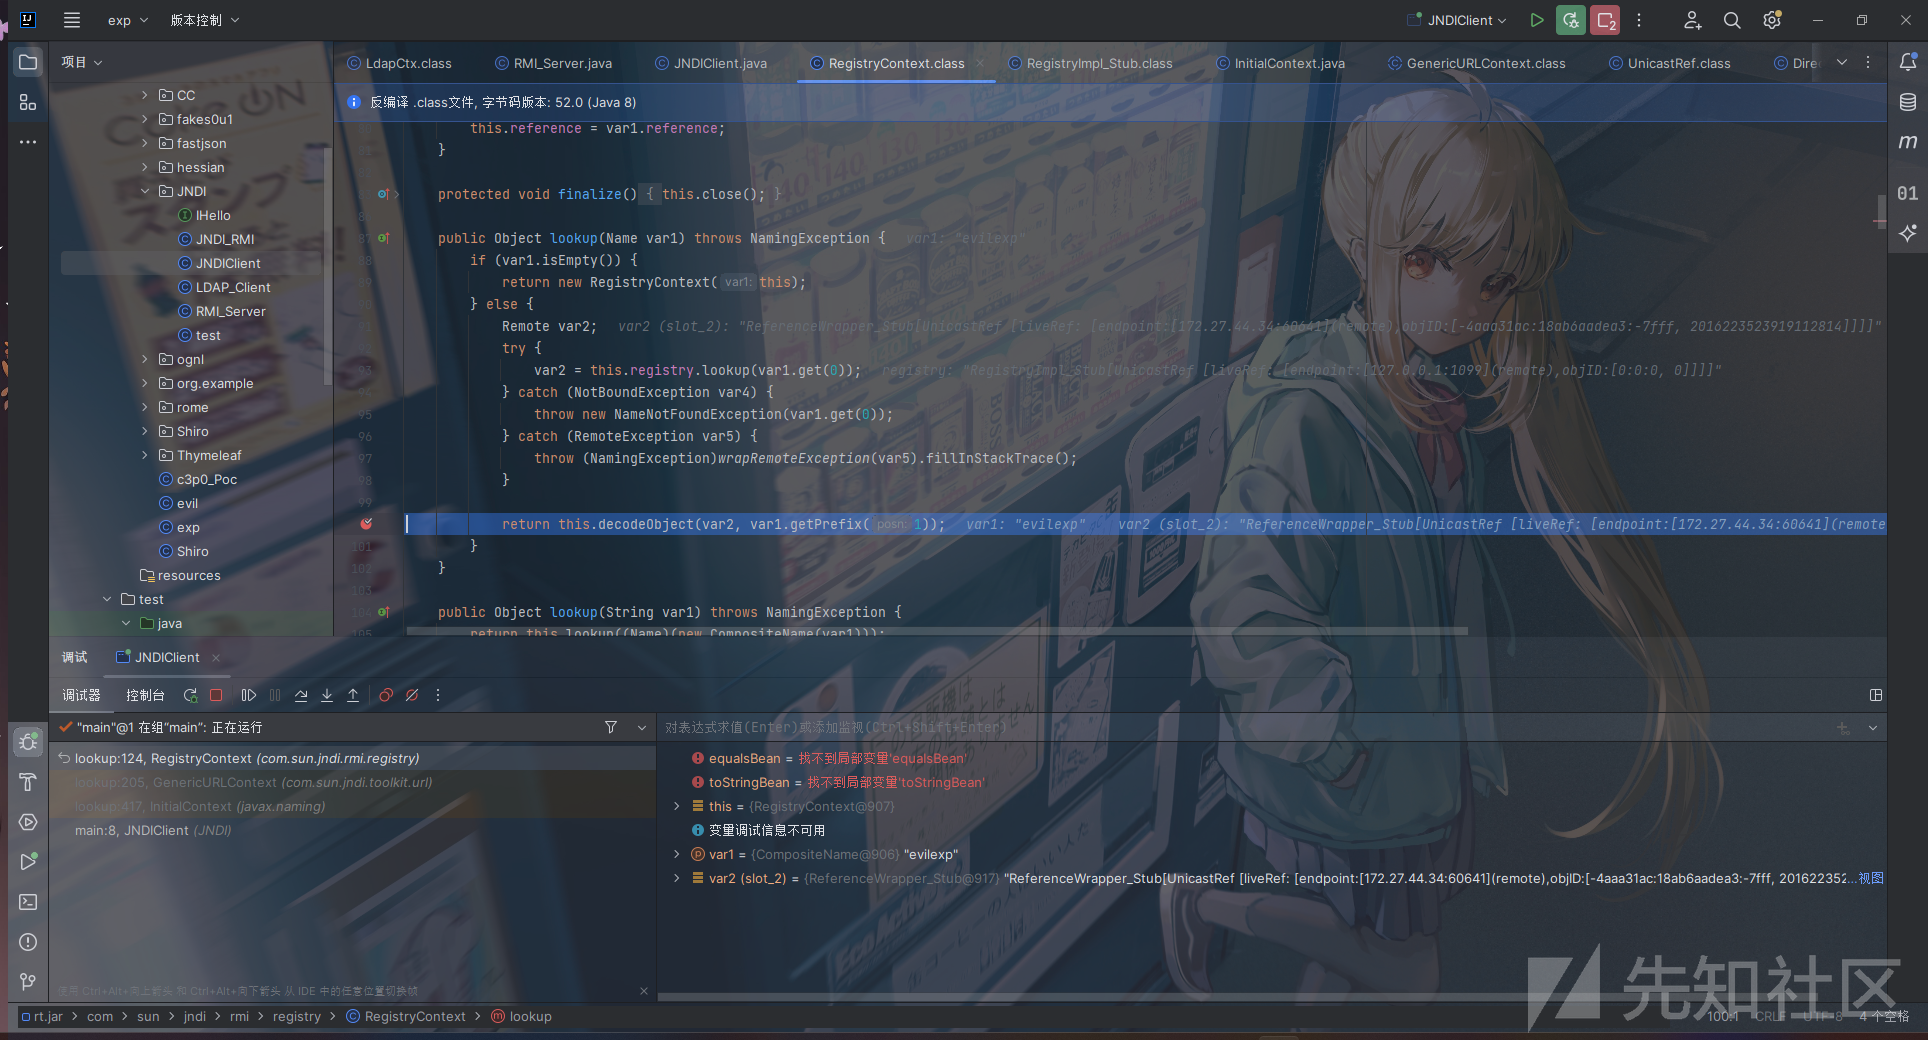 exp
版本控制
JNDIClient
项目
LdapCtx.class
RMI_Server.java
JNDIClient.java
RegistryContext.class
RegistryImpl_Stub.class
InitialContext.java
GenericURLContext.class
UnicastRef.class
Dire
反编译 .class文件, 字节码版本: 52.0 (Java 8)
CC
fakes0u1
fastjson
hessian
JNDI
IHello
JNDI_RMI
JNDIClient
LDAP_Client
RMI_Server
test
ognl
org.example
rome
Shiro
Thymeleaf
c3p0_Poc
evil
exp
Shiro
resources
test
java
this.reference = var1.reference;
}
protected void finalize() { this.close(); }
public Object lookup(Name var1) throws NamingException {   var1: "evilexp"
if (var1.isEmpty()) {
return new RegistryContext( var1: this);
} else {
Remote var2;   var2 (slot_2): "ReferenceWrapper_Stub[UnicastRef [liveRef: [endpoint:[172.27.44.34:60641](remote),objID:[-4aaa31ac:18ab6aadea3:-7fff, 2016223523919112814]]]]"
try {
93 var2 = this.registry.lookup(var1.get(0));   registry: "RegistryImpl_Stub[UnicastRef [liveRef: [endpoint:[127.0.0.1:1099](remote),objID:[0:0:0, 0]]]]"
} catch (NotBoundException var4) {
95 throw new NameNotFoundException(var1.get(0));
96 } catch (RemoteException var5) {
97 throw (NamingException)wrapRemoteException(var5).fillInStackTrace();
98 }
99
return this.decodeObject(var2, var1.getPrefix( posn: 1));   var1: "evilexp"   var2 (slot_2): "ReferenceWrapper_Stub[UnicastRef [liveRef: [endpoint:[172.27.44.34:60641](remote
101 }
102 }
103
104 public Object lookup(String var1) throws NamingException {
105 return this.lookup((Name)(new CompositeName(var1)));
调试
JNDIClient
调试器
控制台
"main"@1 在组"main": 正在运行
lookup:124, RegistryContext (com.sun.jndi.rmi.registry)
lookup:205, GenericURLContext (com.sun.jndi.toolkit.url)
lookup:417, InitialContext (javax.naming)
main:8, JNDIClient (JNDI)
使用 Ctrl+Alt+向上箭头 和 Ctrl+Alt+向下箭头 从 IDE 中的任意位置切换帧
对表达式求值(Enter)或添加监视(Ctrl+Shift+Enter)
equalsBean = 找不到局部变量'equalsBean'
toStringBean = 找不到局部变量'toStringBean'
this = {RegistryContext@907}
变量调试信息不可用
var1 = {CompositeName@906} "evilexp"
var2 (slot_2) = {ReferenceWrapper_Stub@917} "ReferenceWrapper_Stub[UnicastRef [liveRef: [endpoint:[172.27.44.34:60641](remote),objID:[-4aaa31ac:18ab6aadea3:-7fff, 201622352... 视图
先知社区
rt.jar
com
sun
jndi
rmi
registry
RegistryContext
lookup
100:1
CRLF
UTF-8
4 个空格